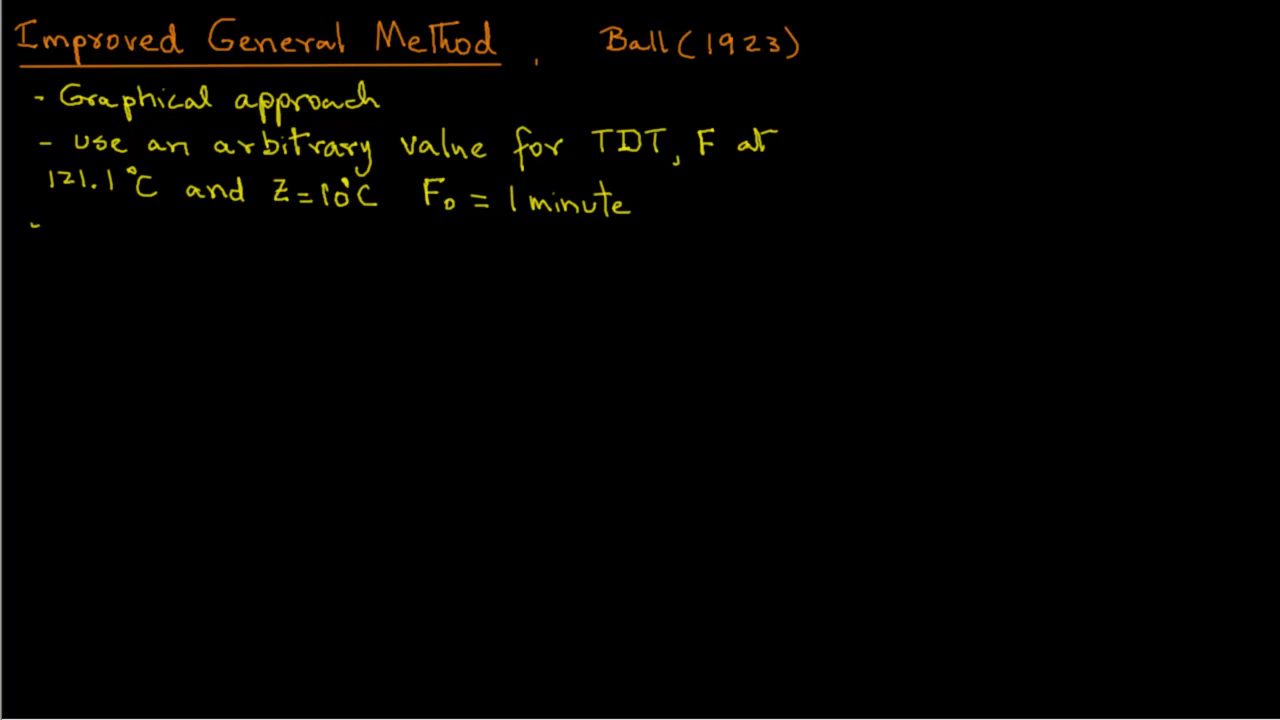 Improved General Method. Ball (1923)
- Graphical approach
- use an arbitrary value for TDT, F at
121.1°C and Z=10°C F₀ = 1 minute
-